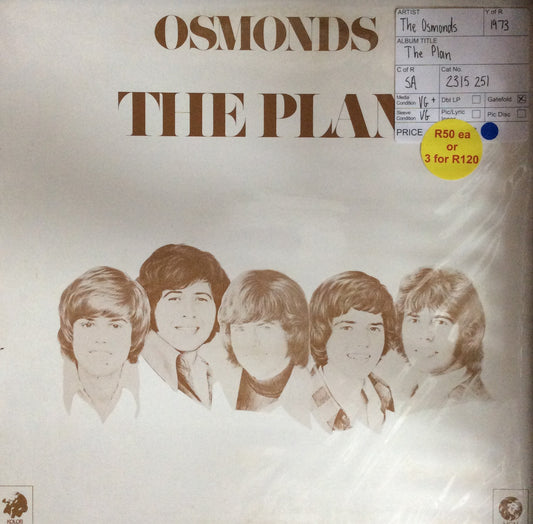 OSMONDS
THE PLAN
ARTIST
The Osmonds
Y of R
1973
ALBUM TITLE
The Plan
C of R
SA
Cat No.
2315 251
Media Condition VG +
Dbl LP
Gatefold
Sleeve Condition VG
Pic/Lyric
Pic Disc
PRICE
R50 ea
or
3 for R120
KOLOB